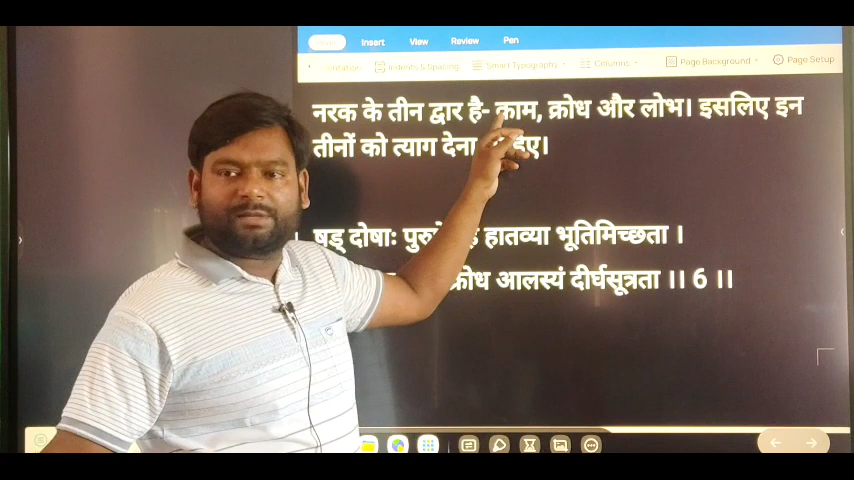 Insert View Review Pen
Indents & Spacing Smart Typography Columns Page Background Page Setup
नरक के तीन द्वार है- काम, क्रोध और लोभ। इसलिए इन
तीनों को त्याग देना
षड् दोषाः हातव्या भूतिमिच्छता ।
क्रोध आलस्यं दीर्घसूत्रता ।। 6 ।।